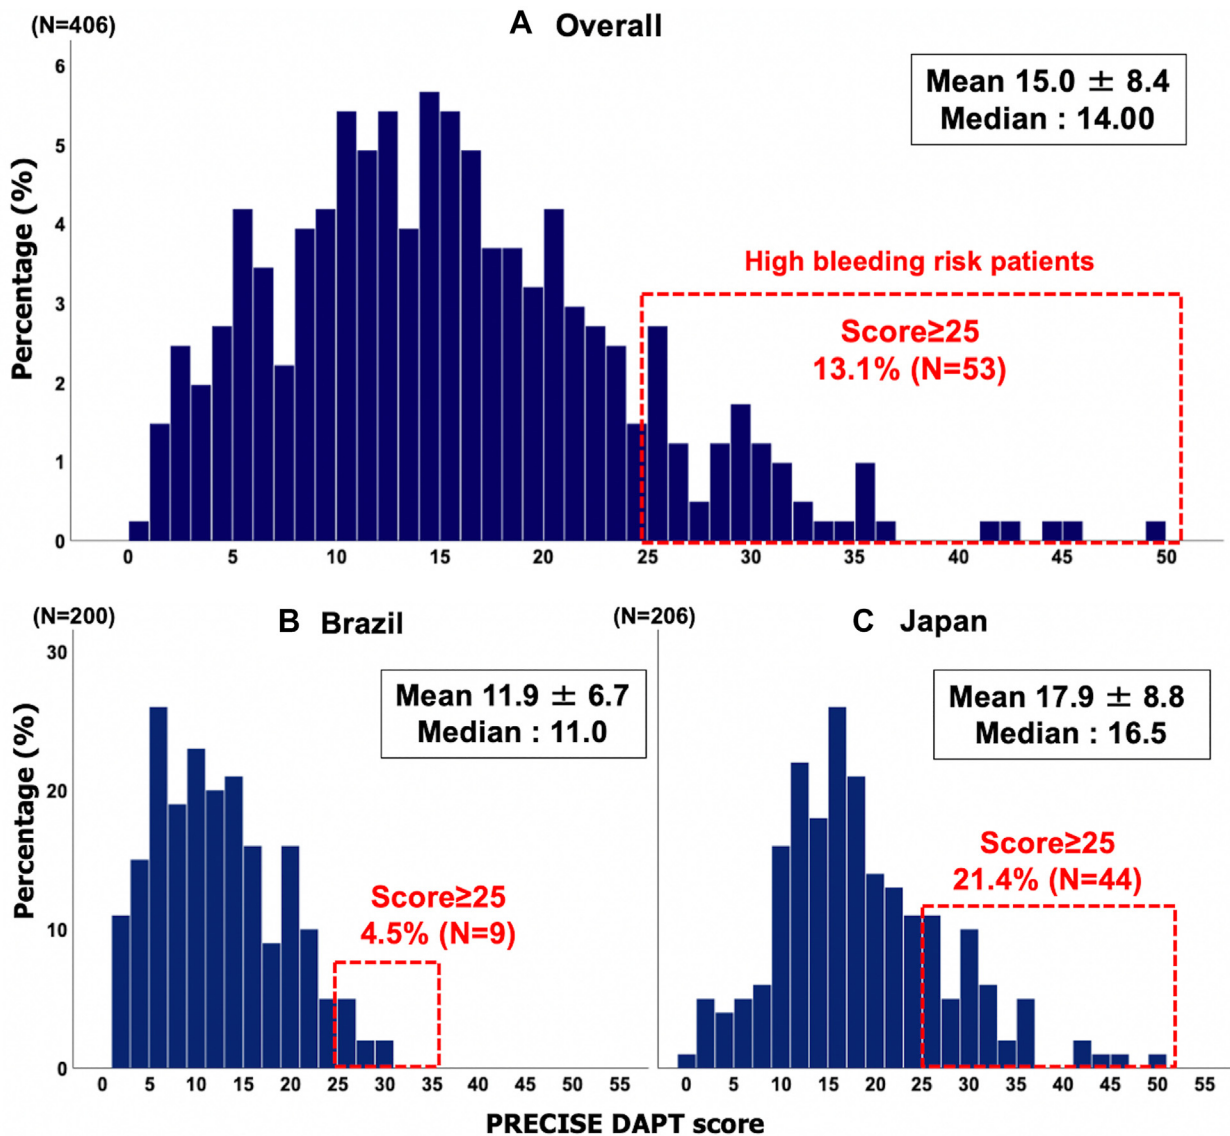 (N=406)
A Overall
6
5
4
3
2
1
0
Percentage (%)
Mean 15.0 ± 8.4
Median : 14.00
High bleeding risk patients
Score≥25
13.1% (N=53)
0 5 10 15 20 25 30 35 40 45 50
(N=200)
B Brazil
30
20
10
0
Percentage (%)
Mean 11.9 ± 6.7
Median : 11.0
Score≥25
4.5% (N=9)
0 5 10 15 20 25 30 35 40 45 50 55
(N=206)
C Japan
Mean 17.9 ± 8.8
Median : 16.5
Score≥25
21.4% (N=44)
0 5 10 15 20 25 30 35 40 45 50 55
PRECISE DAPT score